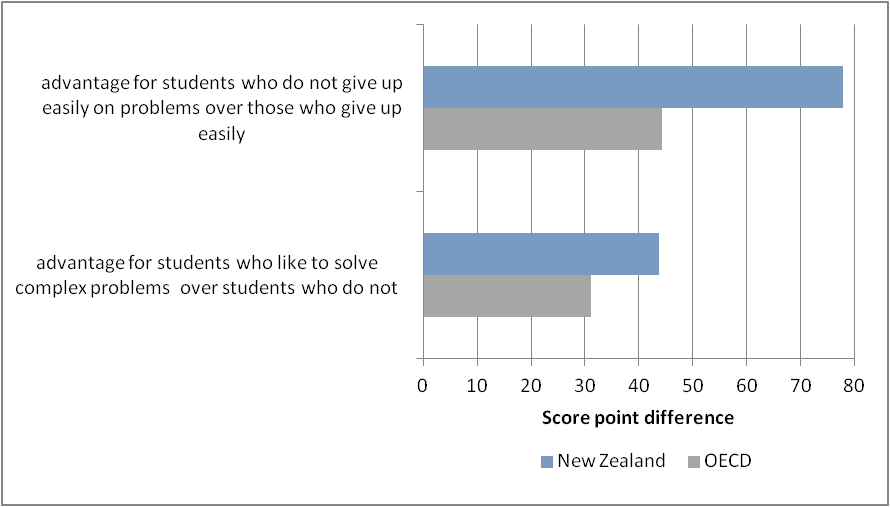 advantage for students who do not give up
easily on problems over those who give up
easily
advantage for students who like to solve
complex problems over students who do not
0 10 20 30 40 50 60 70 80
Score point difference
New Zealand OECD